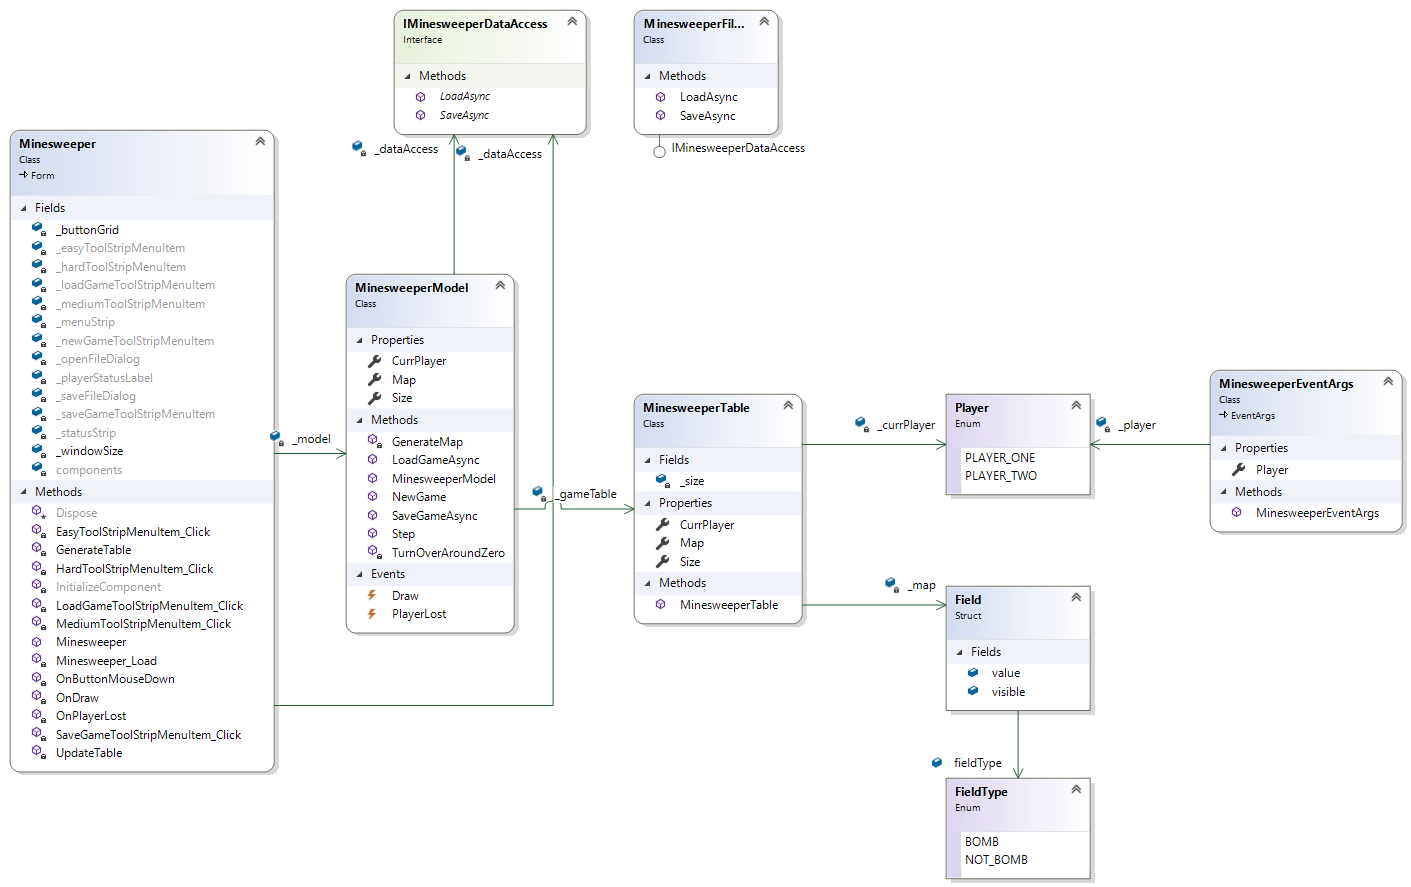 IMinesweeperDataAccess
Interface
Methods
LoadAsync
SaveAsync
MinesweeperFil...
Class
Methods
LoadAsync
SaveAsync
IMinesweeperDataAccess
_dataAccess
_dataAccess
Minesweeper
Class
Form
Fields
_buttonGrid
_easyToolStripMenuItem
_hardToolStripMenuItem
_loadGameToolStripMenuItem
_mediumToolStripMenuItem
_menuStrip
_newGameToolStripMenuItem
_openFileDialog
_playerStatusLabel
_saveFileDialog
_saveGameToolStripMenuItem
_statusStrip
_windowSize
components
Methods
Dispose
EasyToolStripMenuItem_Click
GenerateTable
HardToolStripMenuItem_Click
InitializeComponent
LoadGameToolStripMenuItem_Click
MediumToolStripMenuItem_Click
Minesweeper
Minesweeper_Load
OnButtonMouseDown
OnDraw
OnPlayerLost
SaveGameToolStripMenuItem_Click
UpdateTable
_model
MinesweeperModel
Class
Properties
CurrPlayer
Map
Size
Methods
GenerateMap
LoadGameAsync
MinesweeperModel
NewGame
SaveGameAsync
Step
TurnOverAroundZero
Events
Draw
PlayerLost
_gameTable
MinesweeperTable
Class
Fields
_size
Properties
CurrPlayer
Map
Size
Methods
MinesweeperTable
_currPlayer
Player
Enum
PLAYER_ONE
PLAYER_TWO
_player
MinesweeperEventArgs
Class
EventArgs
Properties
Player
Methods
MinesweeperEventArgs
_map
Field
Struct
Fields
value
visible
fieldType
FieldType
Enum
BOMB
NOT_BOMB